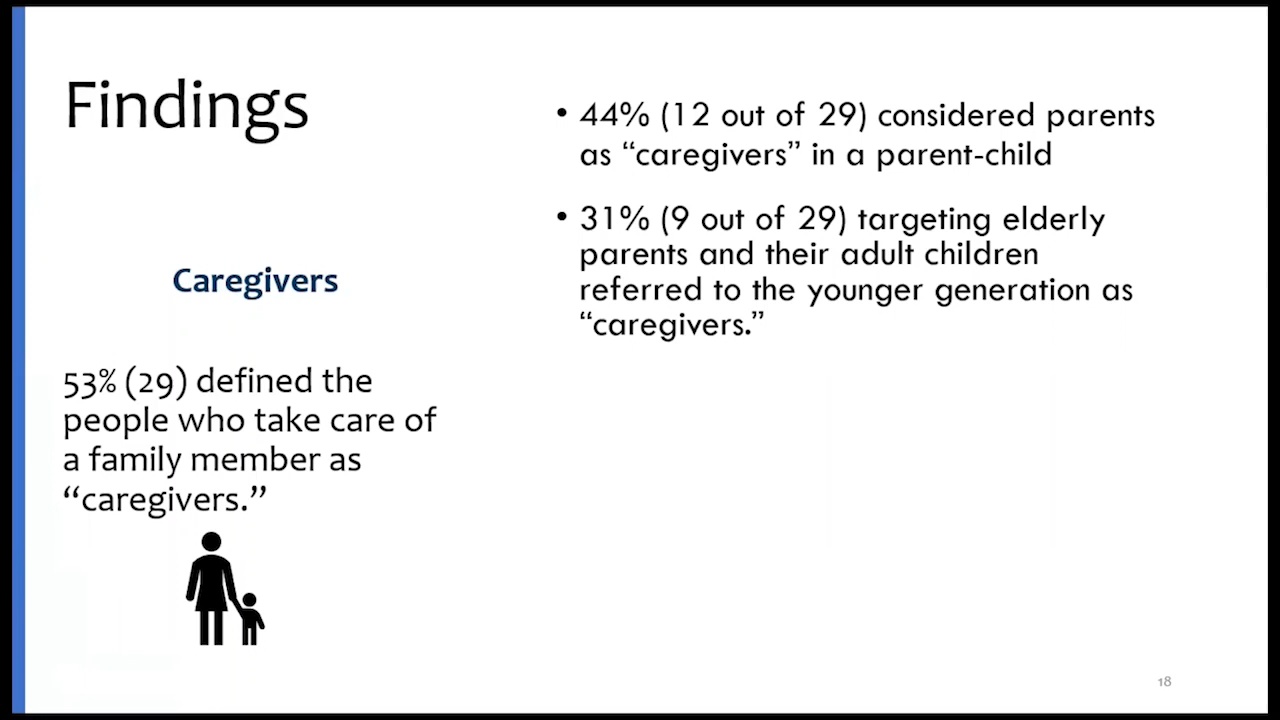 Findings
Caregivers
53% (29) defined the
people who take care of
a family member as
“caregivers.”
• 44% (12 out of 29) considered parents
as “caregivers” in a parent-child
• 31% (9 out of 29) targeting elderly
parents and their adult children
referred to the younger generation as
“caregivers.”
18